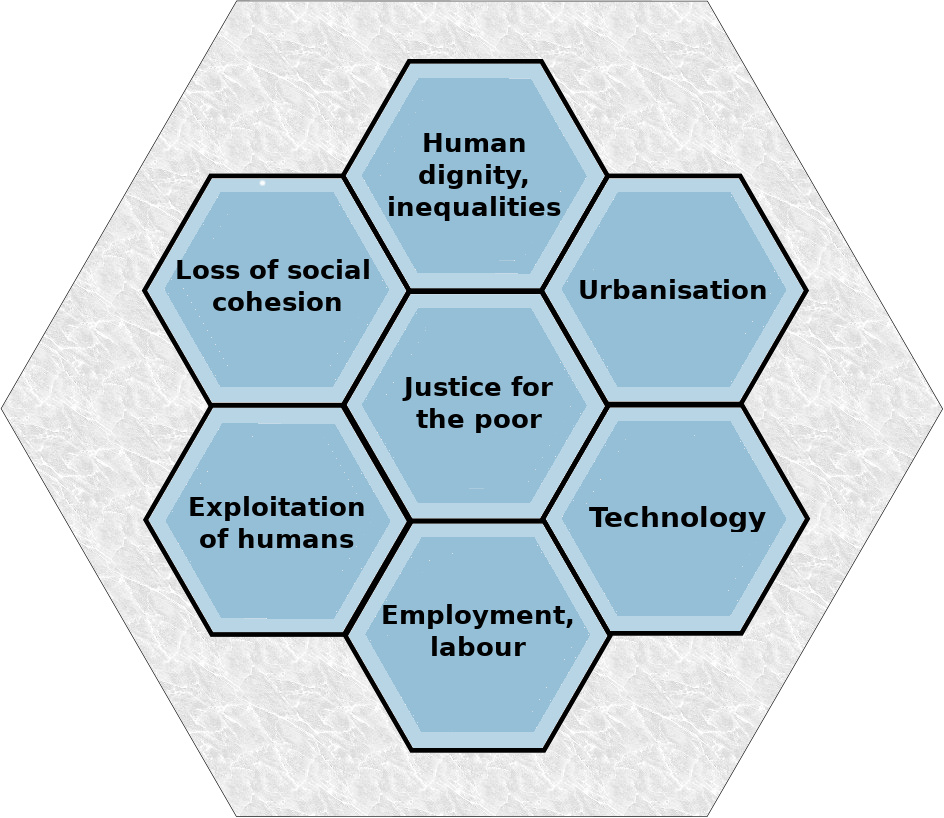 Human
dignity,
inequalities
Loss of social
cohesion
Urbanisation
Justice for
the poor
Exploitation
of humans
Technology
Employment,
labour